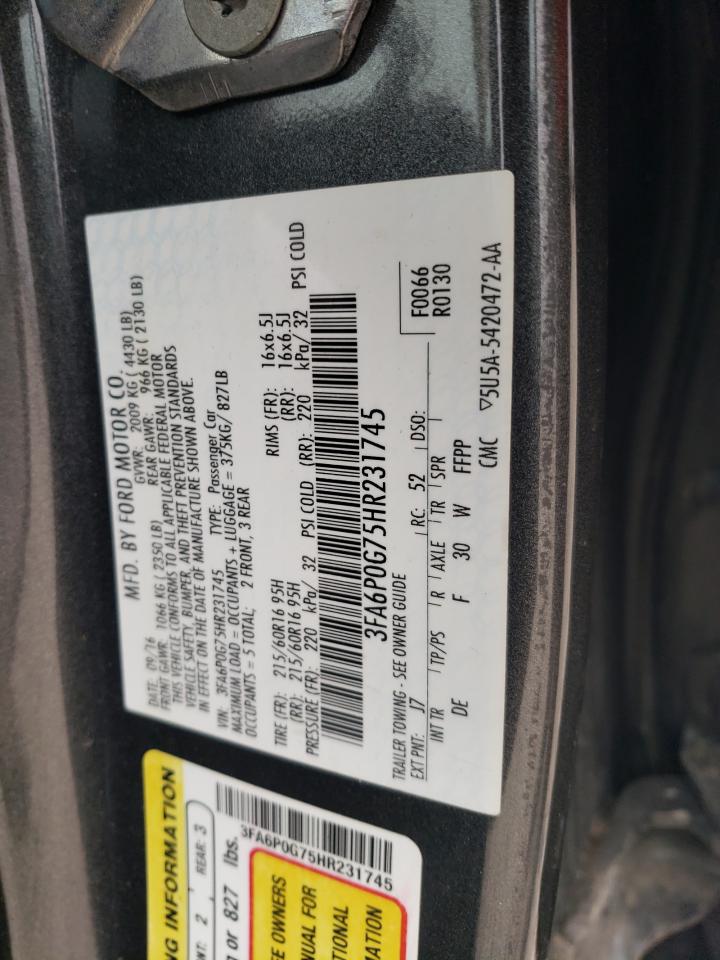 MFD. BY FORD MOTOR CO.
DATE: 09/16 GVWR: 2009 KG ( 4430 LB)
FRONT GAWR: 1066 KG ( 2350 LB) REAR GAWR: 966 KG ( 2130 LB)
THIS VEHICLE CONFORMS TO ALL APPLICABLE FEDERAL MOTOR
VEHICLE SAFETY, BUMPER, AND THEFT PREVENTION STANDARDS
IN EFFECT ON THE DATE OF MANUFACTURE SHOWN ABOVE.
VIN: 3FA6P0G75HR231745 TYPE: Passenger Car
MAXIMUM LOAD = OCCUPANTS + LUGGAGE = 375KG/ 827LB
OCCUPANTS = 5 TOTAL; 2 FRONT, 3 REAR
TIRE (FR): 215/60R16 95H RIMS (FR): 16x6.5J
(RR): 215/60R16 95H (RR): 16x6.5J
PRESSURE (FR): 220 kPa/ 32 PSI COLD (RR): 220 kPa/ 32 PSI COLD
3FA6P0G75HR231745
TRAILER TOWING - SEE OWNER GUIDE F0066
EXT PNT: J7 RC: 52 DSO: R0130
INT TR TP/PS R AXLE TR SPR
DE F 30 W FFPP
CMC ▽5U5A-5420472-AA
NG INFORMATION
NT: 2 REAR: 3
or 827 lbs.
3FA6P0G75HR231745
EE OWNERS
NUAL FOR
TIONAL
MATION